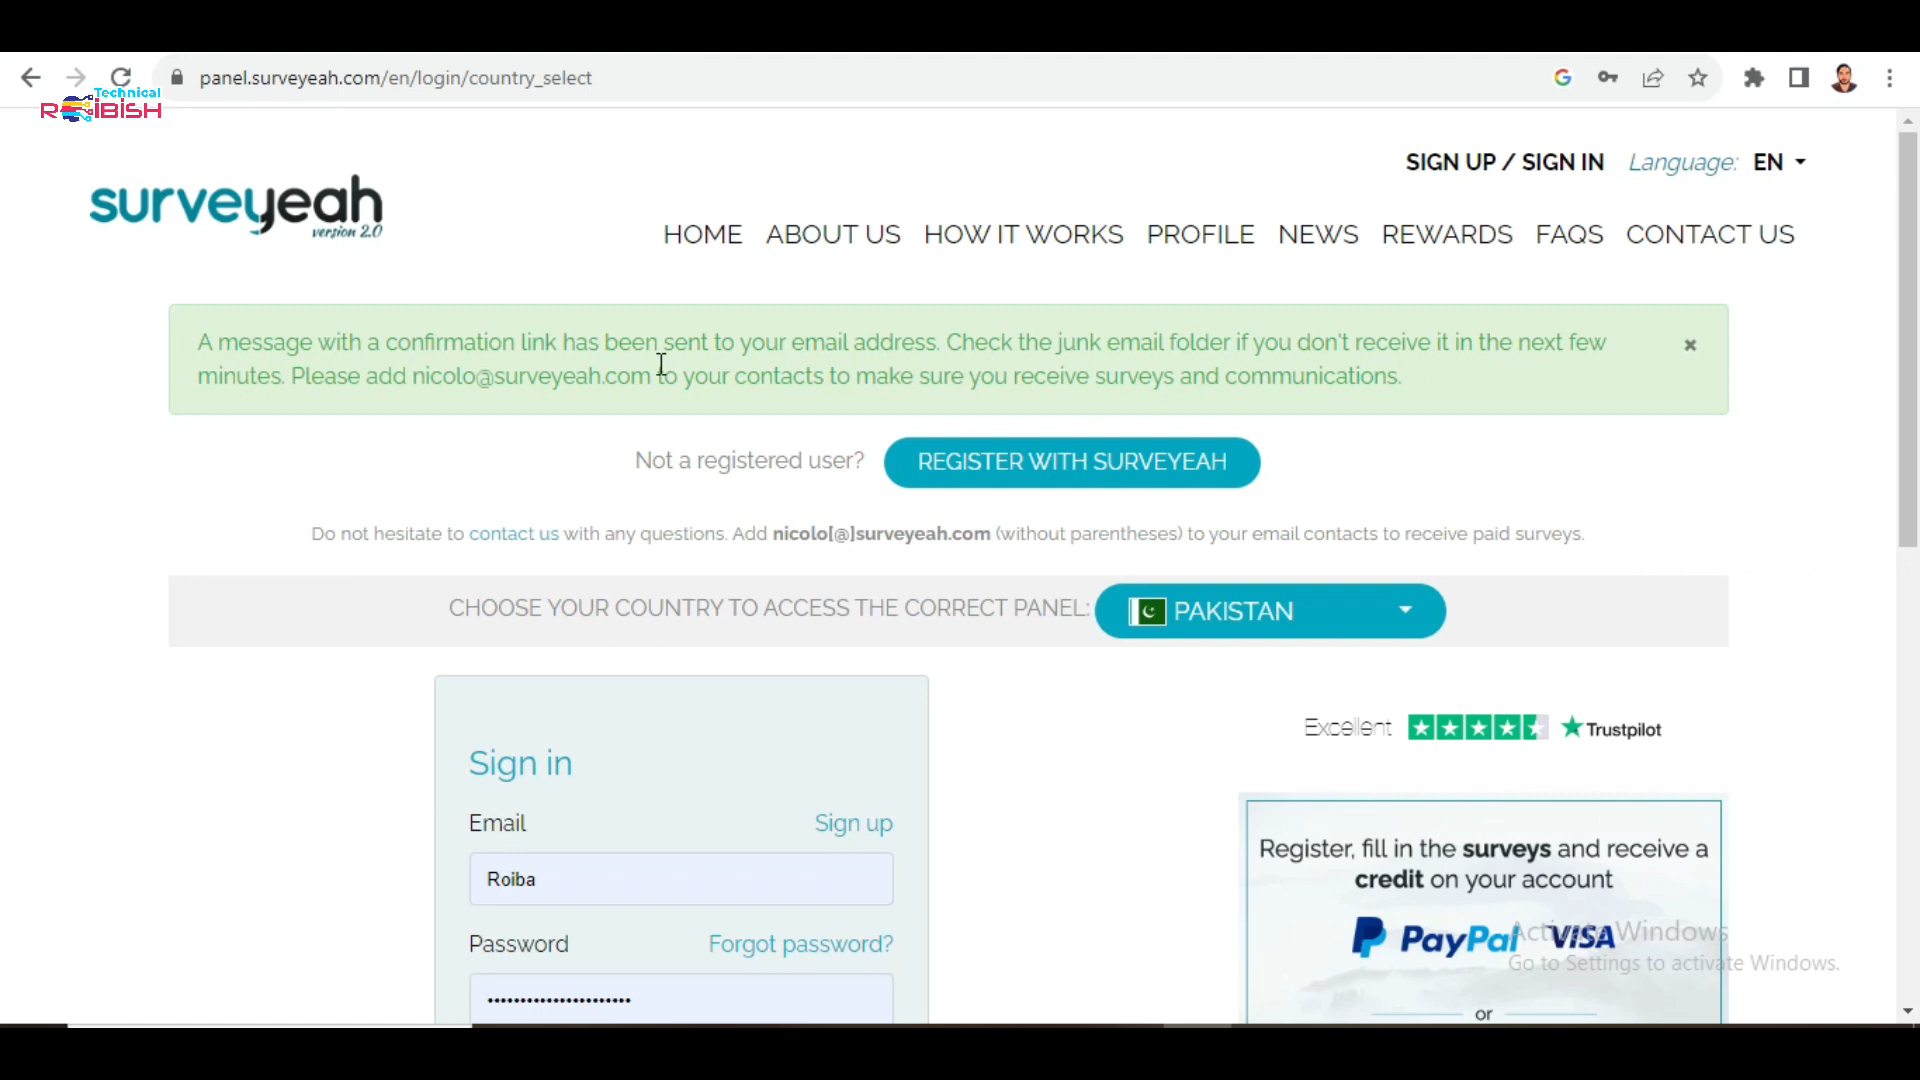 panel.surveyeah.com/en/login/country_select
Technical
ROIBISH
SIGN UP / SIGN IN Language: EN
surveyeah
version 2.0
HOME ABOUT US HOW IT WORKS PROFILE NEWS REWARDS FAQS CONTACT US
A message with a confirmation link has been sent to your email address. Check the junk email folder if you don't receive it in the next few
minutes. Please add nicolo@surveyeah.com to your contacts to make sure you receive surveys and communications.
Not a registered user? REGISTER WITH SURVEYEAH
Do not hesitate to contact us with any questions. Add nicolo[@]surveyeah.com (without parentheses) to your email contacts to receive paid surveys.
CHOOSE YOUR COUNTRY TO ACCESS THE CORRECT PANEL: PAKISTAN
Excellent Trustpilot
Sign in
Email Sign up
Roiba
Password Forgot password?
Register, fill in the surveys and receive a
credit on your account
PayPal VISA
or
Activate Windows
Go to Settings to activate Windows.